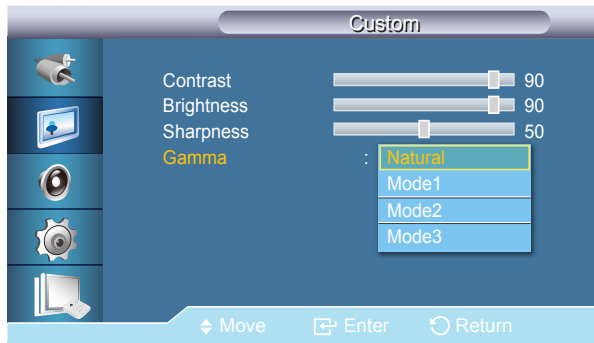 Custom
Contrast 90
Brightness 90
Sharpness 50
Gamma : Natural
Mode1
Mode2
Mode3
Move Enter Return